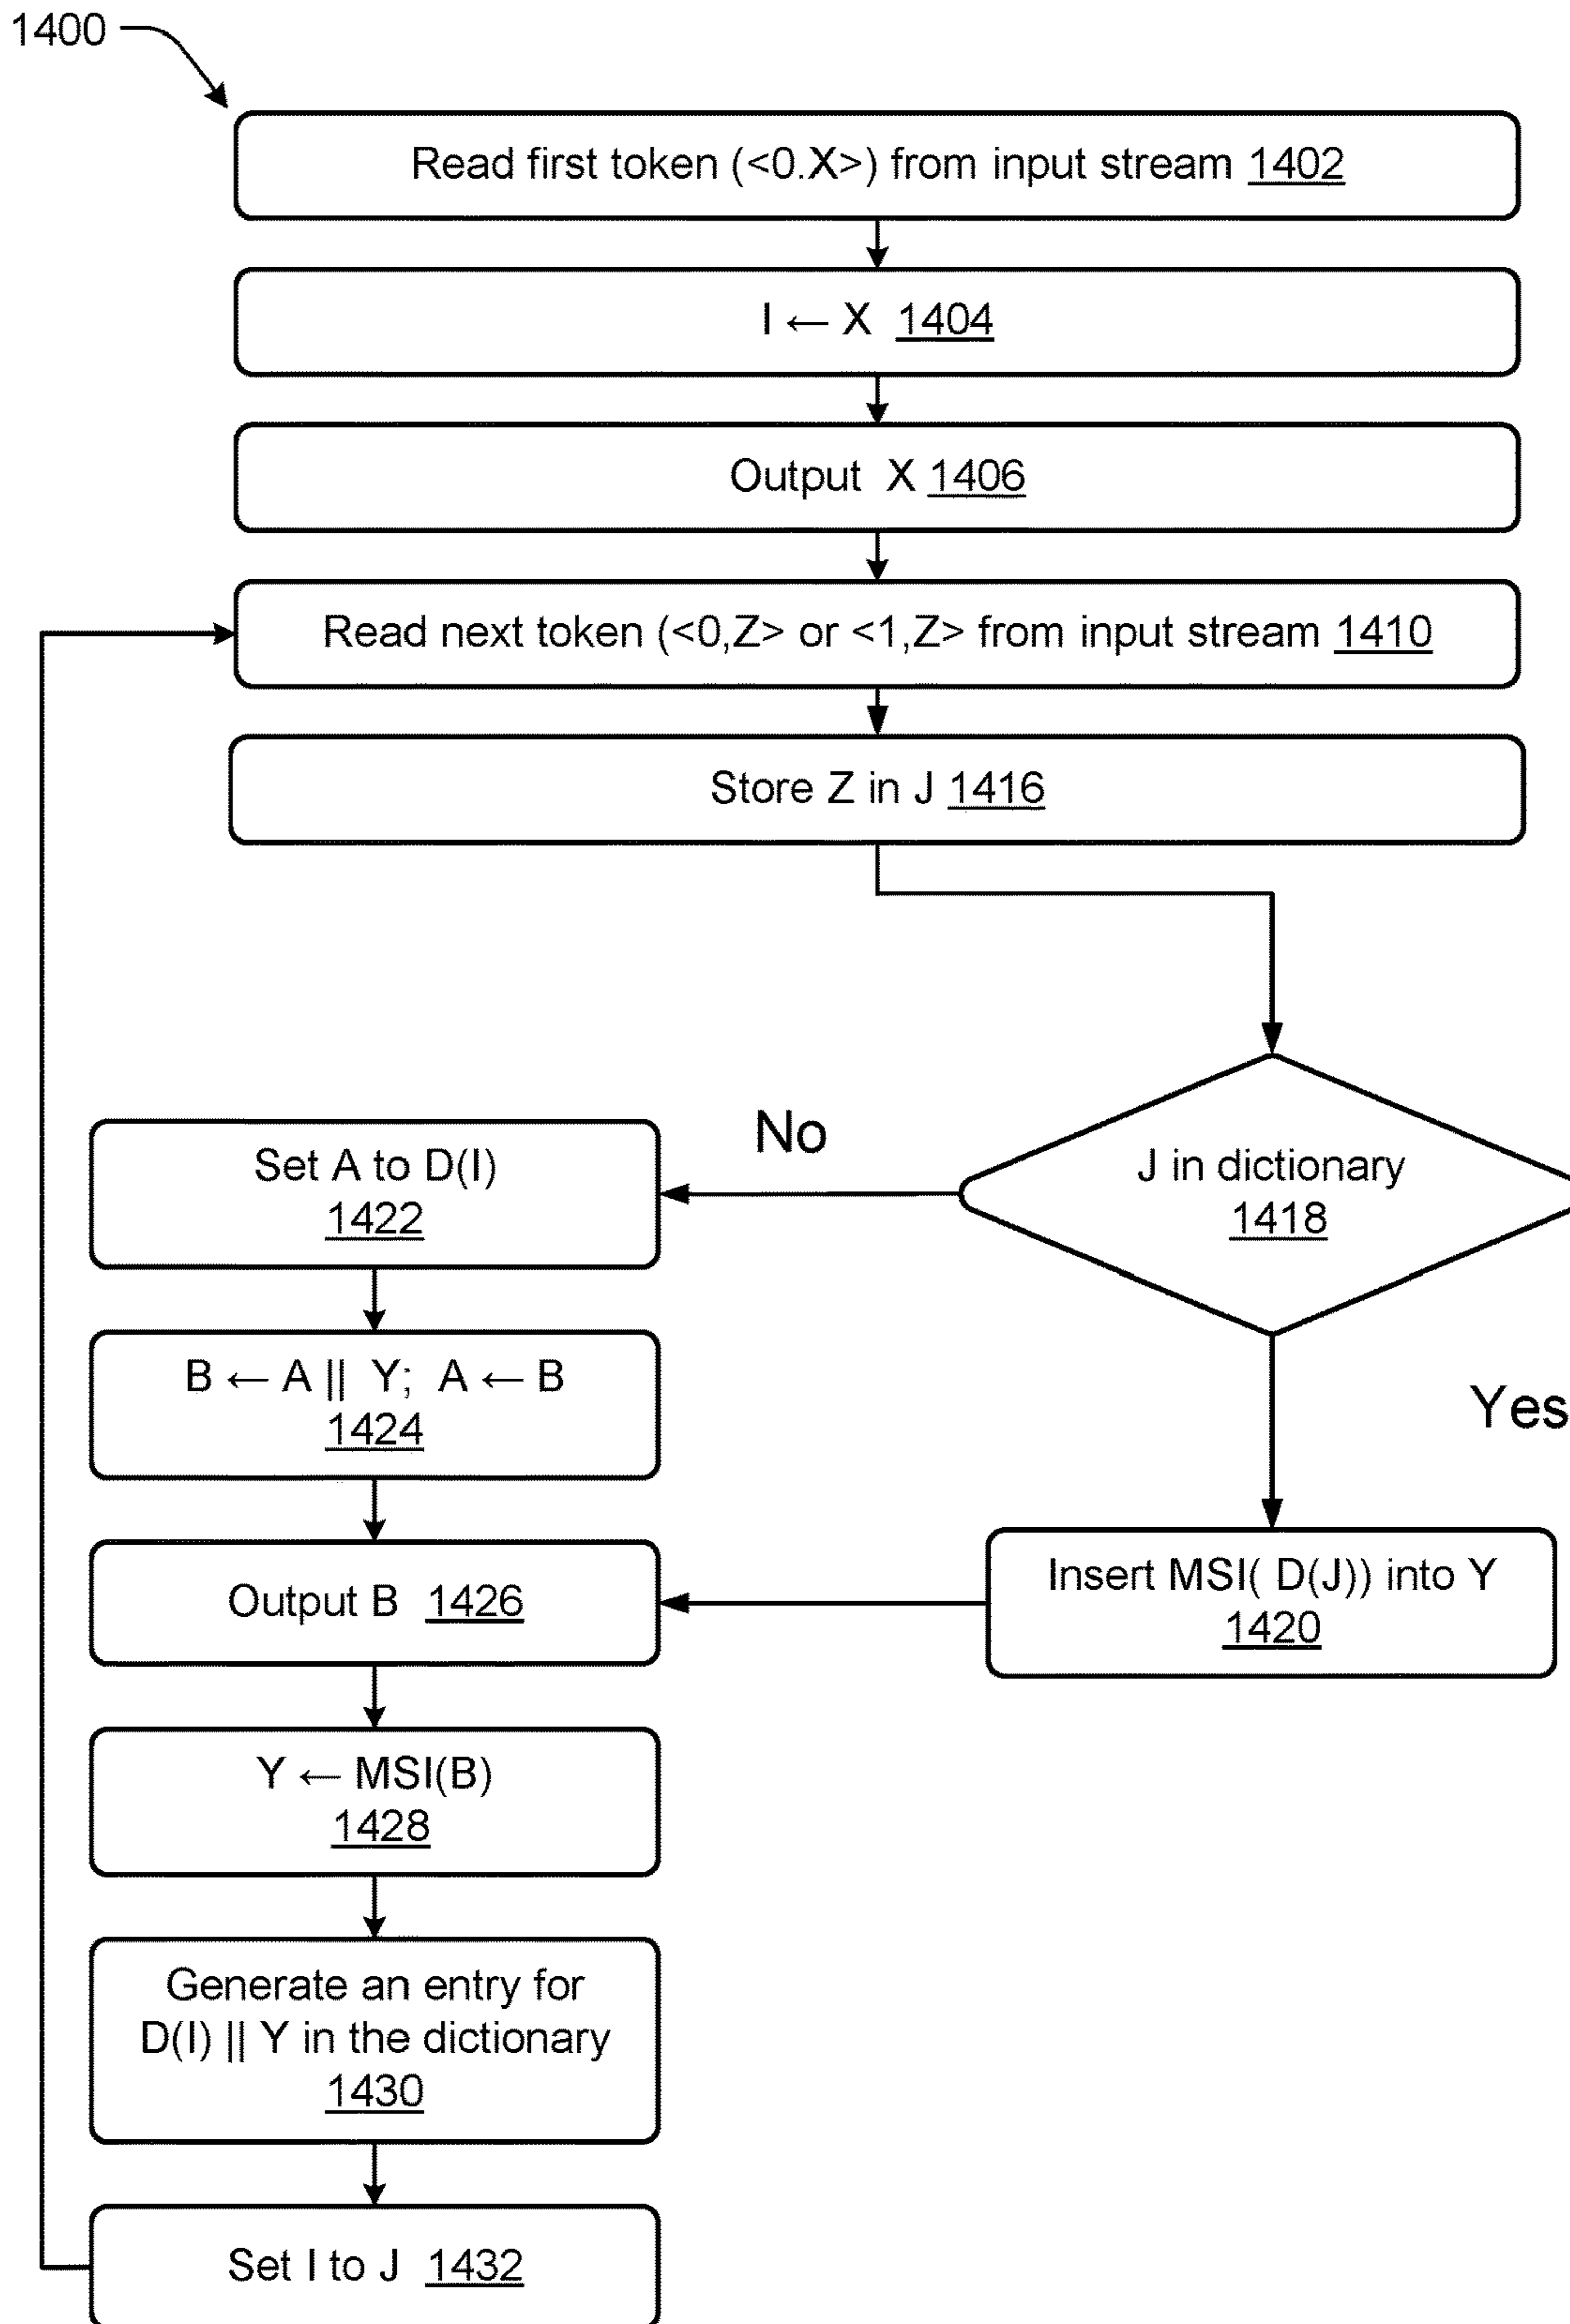 1400
Read first token (<0.X>) from input stream 1402
I ← X 1404
Output X 1406
Read next token (<0,Z> or <1,Z> from input stream 1410
Store Z in J 1416
No
J in dictionary
1418
Set A to D(I)
1422
B ← A || Y; A ← B
1424
Yes
Insert MSI( D(J)) into Y
1420
Output B 1426
Y ← MSI(B)
1428
Generate an entry for
D(I) || Y in the dictionary
1430
Set I to J 1432